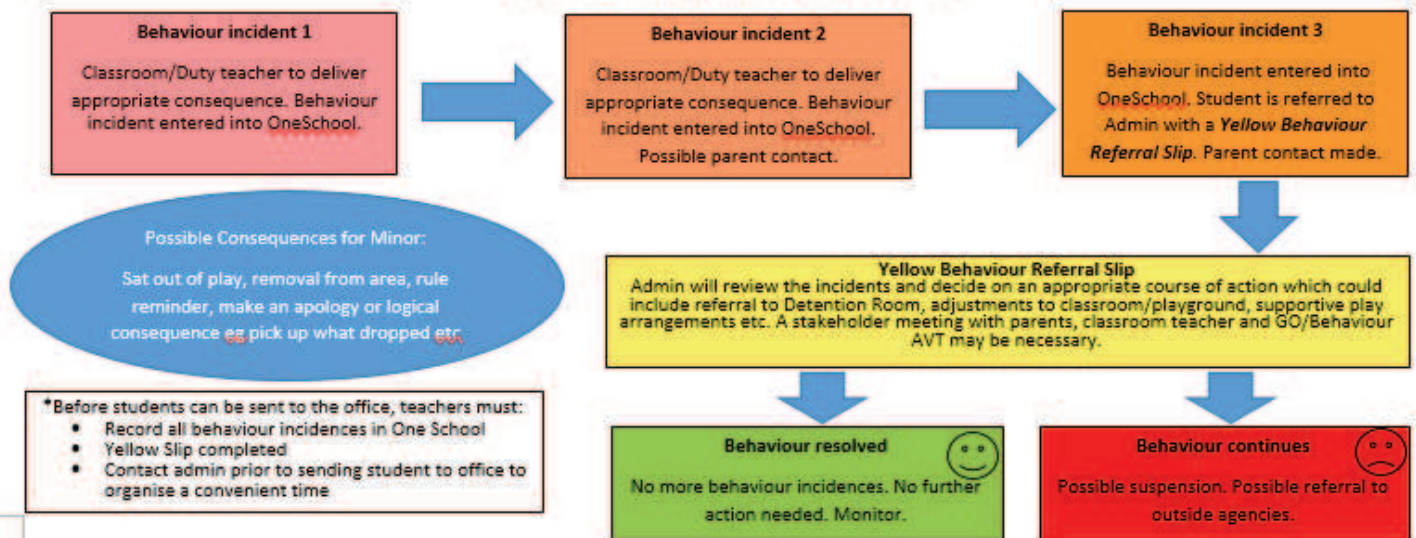 Behaviour incident 1
Classroom/Duty teacher to deliver
appropriate consequence. Behaviour
incident entered into OneSchool.
Behaviour incident 2
Classroom/Duty teacher to deliver
appropriate consequence. Behaviour
incident entered into OneSchool.
Possible parent contact.
Behaviour incident 3
Behaviour incident entered into
OneSchool. Student is referred to
Admin with a Yellow Behaviour
Referral Slip. Parent contact made.
Possible Consequences for Minor:
Sat out of play, removal from area, rule
reminder, make an apology or logical
consequence eg pick up what dropped etc
Yellow Behaviour Referral Slip
Admin will review the incidents and decide on an appropriate course of action which could
include referral to Detention Room, adjustments to classroom/playground, supportive play
arrangements etc. A stakeholder meeting with parents, classroom teacher and GO/Behaviour
AVT may be necessary.
*Before students can be sent to the office, teachers must:
• Record all behaviour incidences in One School
• Yellow Slip completed
• Contact admin prior to sending student to office to
organise a convenient time
Behaviour resolved
No more behaviour incidences. No further
action needed. Monitor.
Behaviour continues
Possible suspension. Possible referral to
outside agencies.